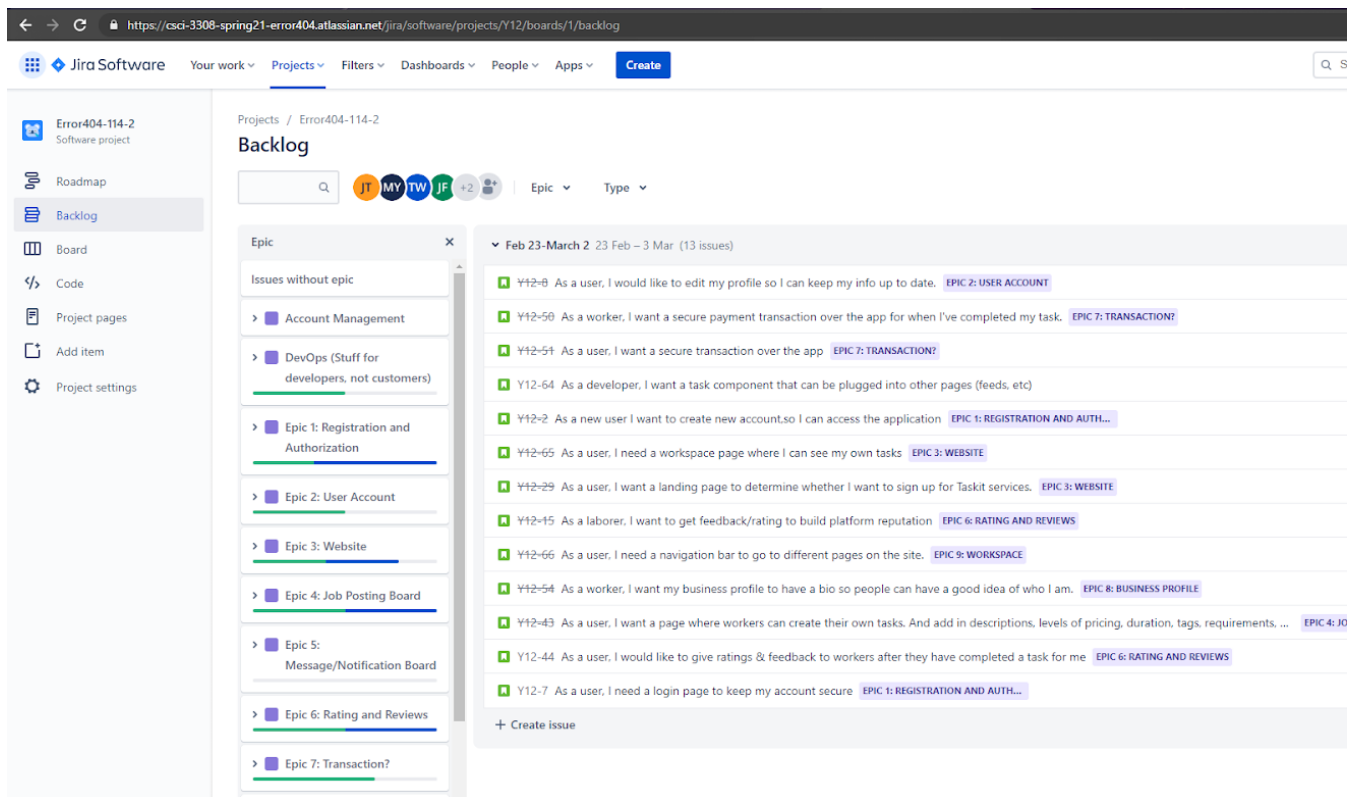 https://csci-3308-spring21-error404.atlassian.net/jira/software/projects/Y12/boards/1/backlog
Jira Software Your work Projects Filters Dashboards People Apps Create
Error404-114-2
Software project
Roadmap
Backlog
Board
Code
Project pages
Add item
Project settings
Projects / Error404-114-2
Backlog
JT MY TW JF +2 Epic Type
Epic
Issues without epic
Account Management
DevOps (Stuff for
developers, not customers)
Epic 1: Registration and
Authorization
Epic 2: User Account
Epic 3: Website
Epic 4: Job Posting Board
Epic 5:
Message/Notification Board
Epic 6: Rating and Reviews
Epic 7: Transaction?
Feb 23-March 2 23 Feb – 3 Mar (13 issues)
Y12-8 As a user, I would like to edit my profile so I can keep my info up to date. EPIC 2: USER ACCOUNT
Y12-50 As a worker, I want a secure payment transaction over the app for when I've completed my task. EPIC 7: TRANSACTION?
Y12-51 As a user, I want a secure transaction over the app EPIC 7: TRANSACTION?
Y12-64 As a developer, I want a task component that can be plugged into other pages (feeds, etc)
Y12-2 As a new user I want to create new account,so I can access the application EPIC 1: REGISTRATION AND AUTH...
Y12-65 As a user, I need a workspace page where I can see my own tasks EPIC 3: WEBSITE
Y12-29 As a user, I want a landing page to determine whether I want to sign up for Taskit services. EPIC 3: WEBSITE
Y12-15 As a laborer, I want to get feedback/rating to build platform reputation EPIC 6: RATING AND REVIEWS
Y12-66 As a user, I need a navigation bar to go to different pages on the site. EPIC 9: WORKSPACE
Y12-54 As a worker, I want my business profile to have a bio so people can have a good idea of who I am. EPIC 8: BUSINESS PROFILE
Y12-43 As a user, I want a page where workers can create their own tasks. And add in descriptions, levels of pricing, duration, tags, requirements, ... EPIC 4: JO
Y12-44 As a user, I would like to give ratings & feedback to workers after they have completed a task for me EPIC 6: RATING AND REVIEWS
Y12-7 As a user, I need a login page to keep my account secure EPIC 1: REGISTRATION AND AUTH...
+ Create issue